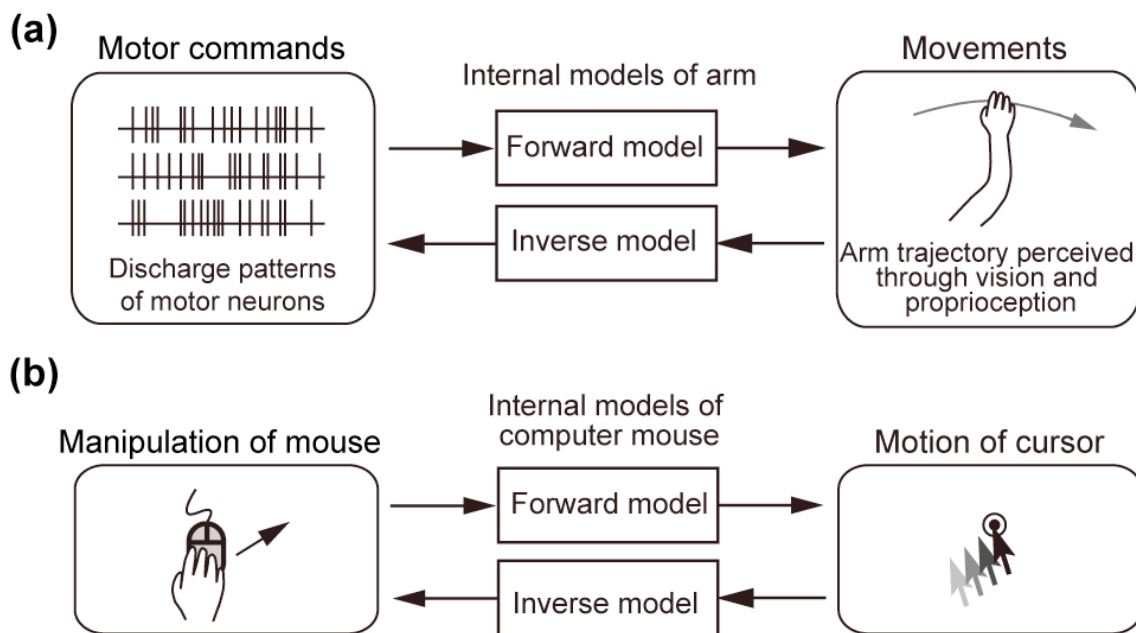 (a)
Motor commands
Internal models of arm
Movements
Forward model
Inverse model
Discharge patterns
of motor neurons
Arm trajectory perceived
through vision and
proprioception
(b)
Manipulation of mouse
Internal models of
computer mouse
Motion of cursor
Forward model
Inverse model